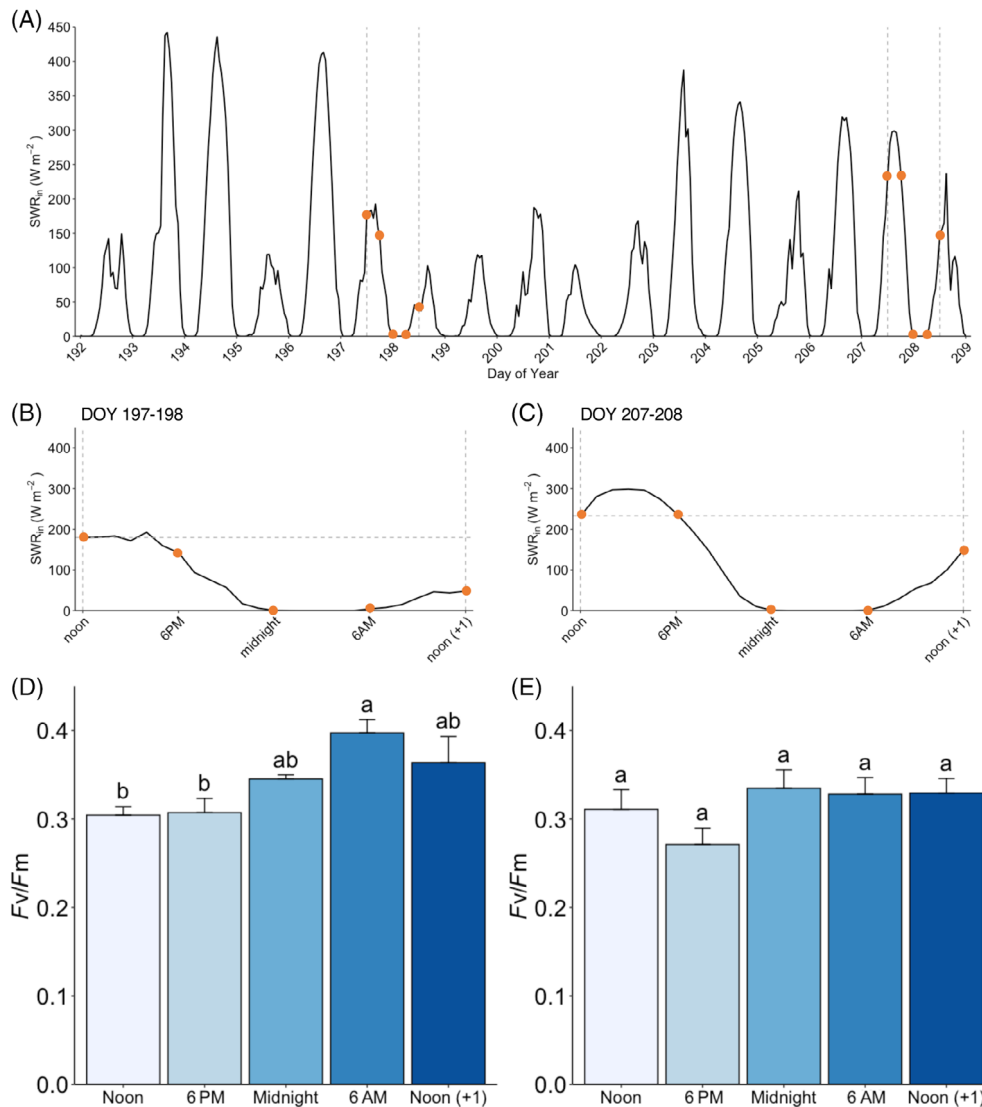 (A)
450
400
350
300
250
200
150
100
50
0
SWRin (W m−2)
192 193 194 195 196 197 198 199 200 201 202 203 204 205 206 207 208 209
Day of Year
(B) DOY 197-198
400
300
200
100
0
SWRin (W m−2)
noon 6PM midnight 6AM noon (+1)
(C) DOY 207-208
400
300
200
100
0
SWRin (W m−2)
noon 6PM midnight 6AM noon (+1)
(D)
0.4
0.3
0.2
0.1
0.0
Fv/Fm
b b ab a ab
Noon 6 PM Midnight 6 AM Noon (+1)
(E)
0.4
0.3
0.2
0.1
0.0
Fv/Fm
a a a a a
Noon 6 PM Midnight 6 AM Noon (+1)